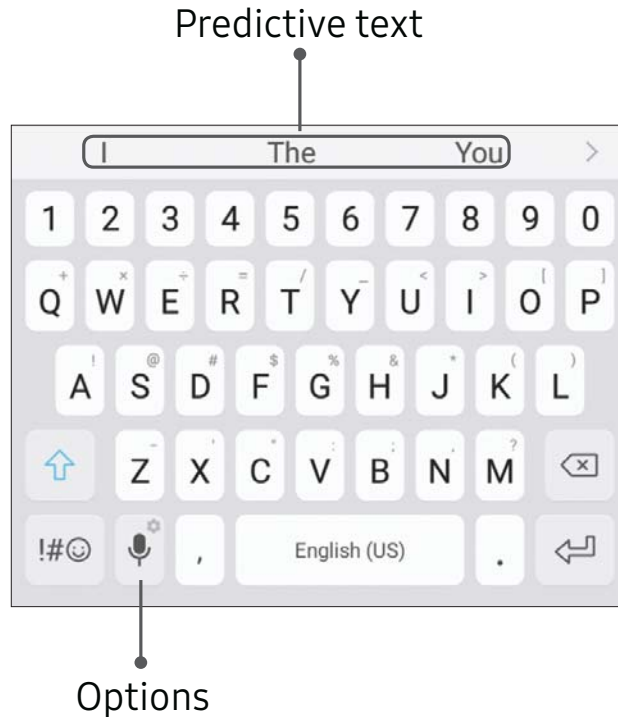 Predictive text
I The You >
1 2 3 4 5 6 7 8 9 0
+ × ÷ = / _ < > [ ]
Q W E R T Y U I O P
! @ # $ % & * ( )
A S D F G H J K L
- ' " : ; , ?
Z X C V B N M
!#☺ , English (US) .
Options